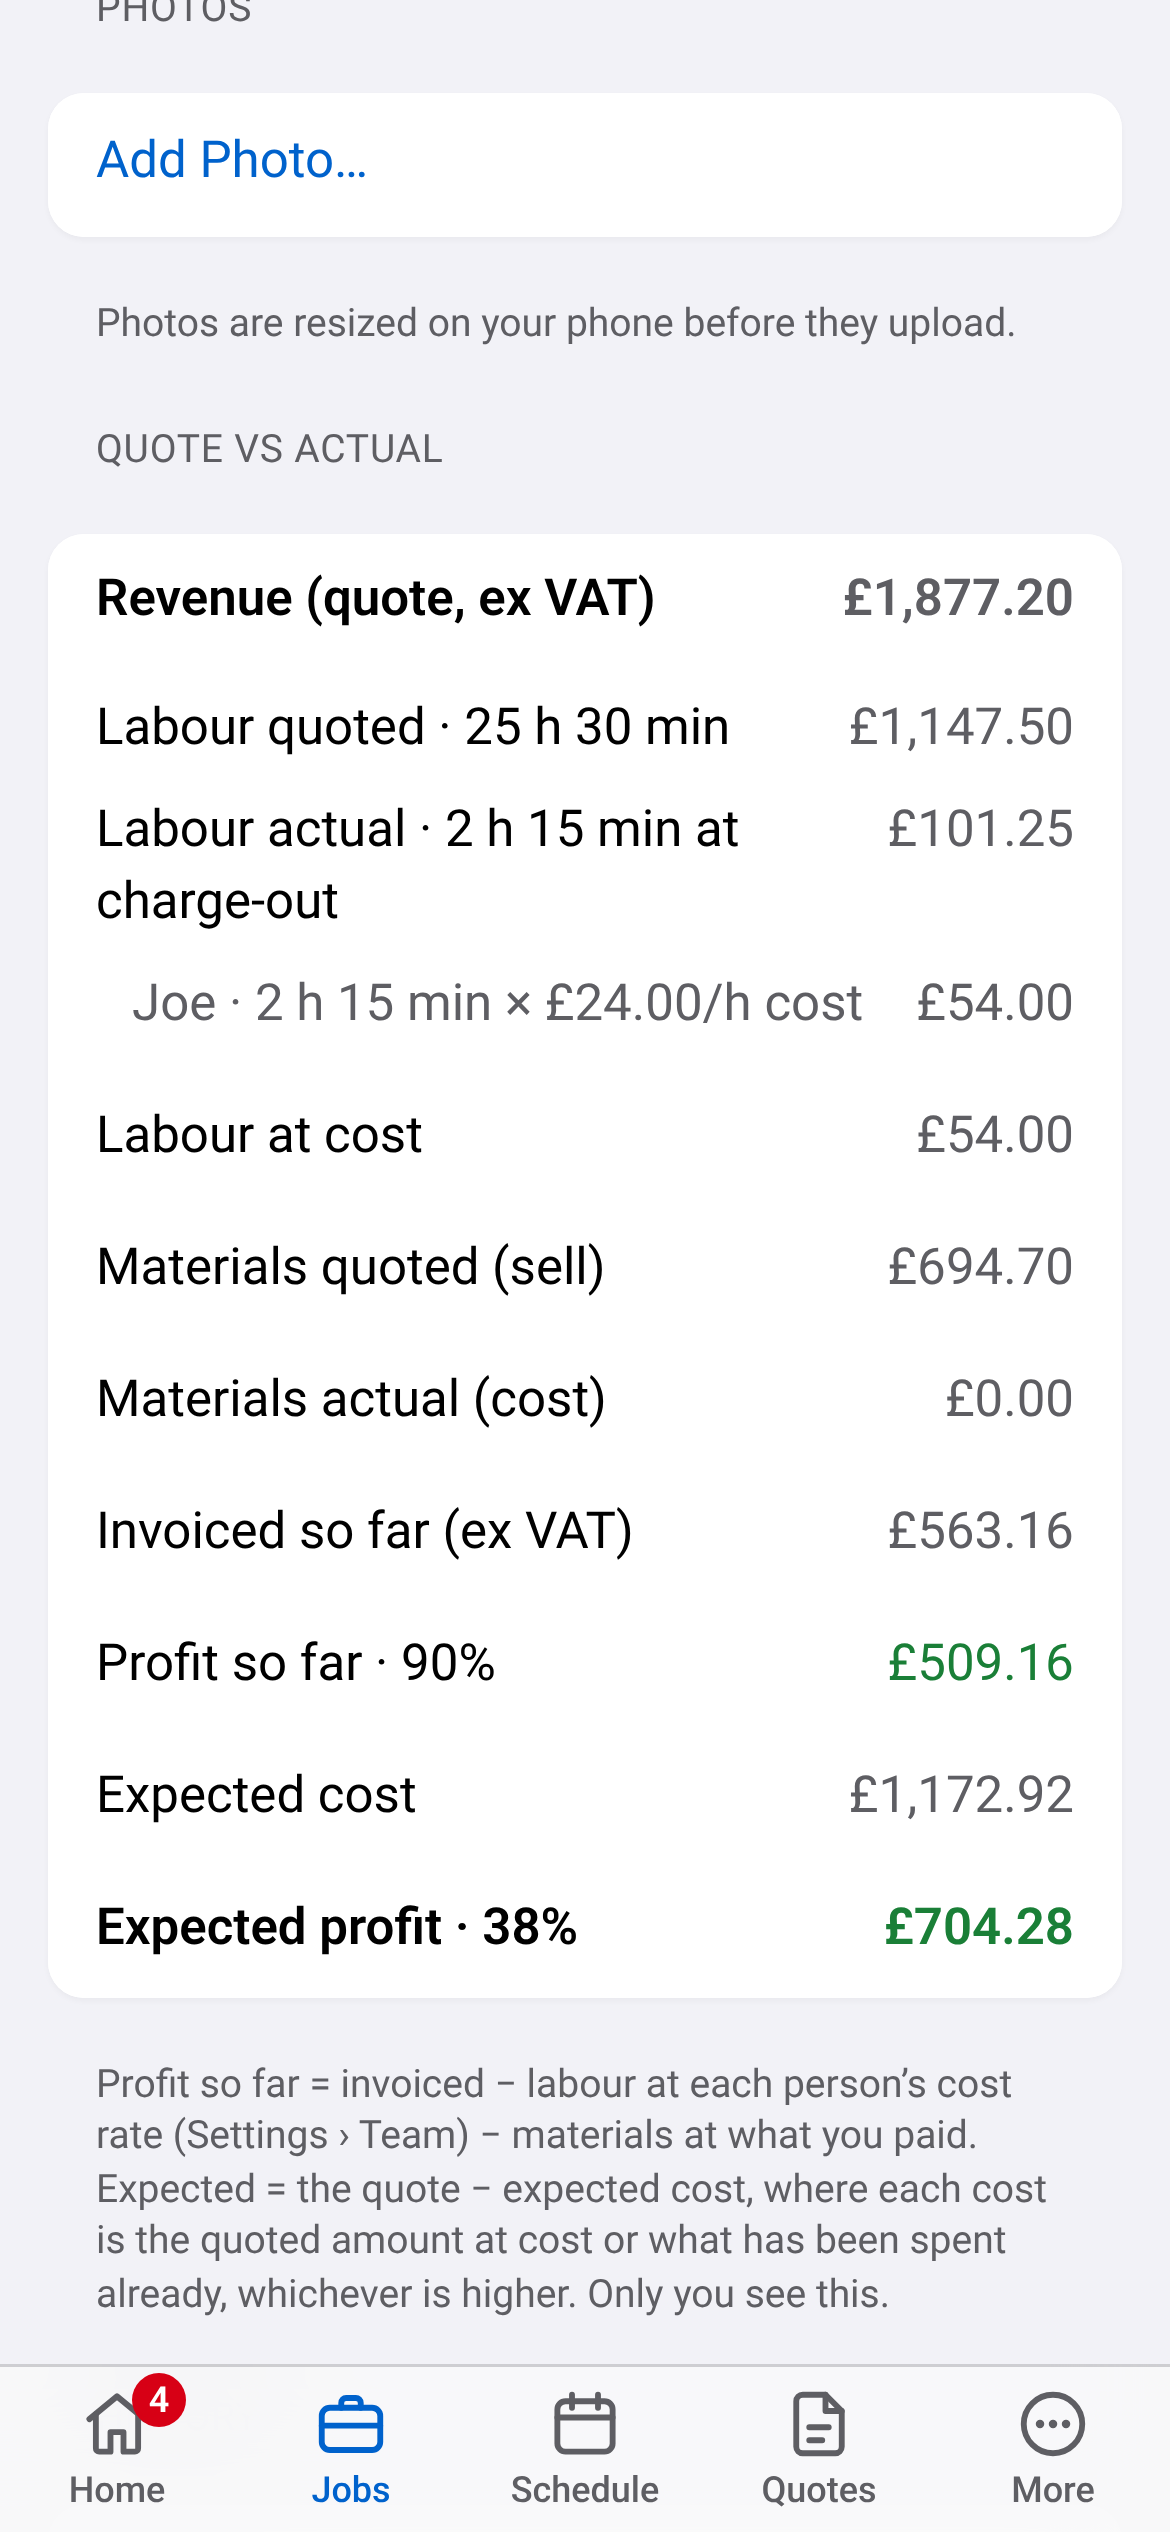 PHOTOS
Add Photo…
Photos are resized on your phone before they upload.
QUOTE VS ACTUAL
Revenue (quote, ex VAT) £1,877.20
Labour quoted · 25 h 30 min £1,147.50
Labour actual · 2 h 15 min at £101.25
charge-out
Joe · 2 h 15 min × £24.00/h cost £54.00
Labour at cost £54.00
Materials quoted (sell) £694.70
Materials actual (cost) £0.00
Invoiced so far (ex VAT) £563.16
Profit so far · 90% £509.16
Expected cost £1,172.92
Expected profit · 38% £704.28
Profit so far = invoiced − labour at each person’s cost
rate (Settings › Team) − materials at what you paid.
Expected = the quote − expected cost, where each cost
is the quoted amount at cost or what has been spent
already, whichever is higher. Only you see this.
4
Home Jobs Schedule Quotes More